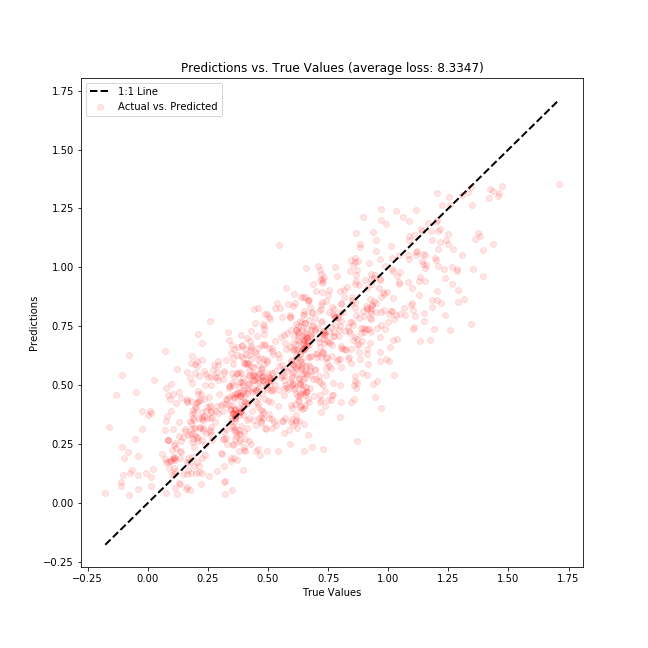 Predictions vs. True Values (average loss: 8.3347)
1:1 Line
Actual vs. Predicted
1.75
1.50
1.25
1.00
0.75
0.50
0.25
0.00
−0.25
Predictions
−0.25 0.00 0.25 0.50 0.75 1.00 1.25 1.50 1.75
True Values